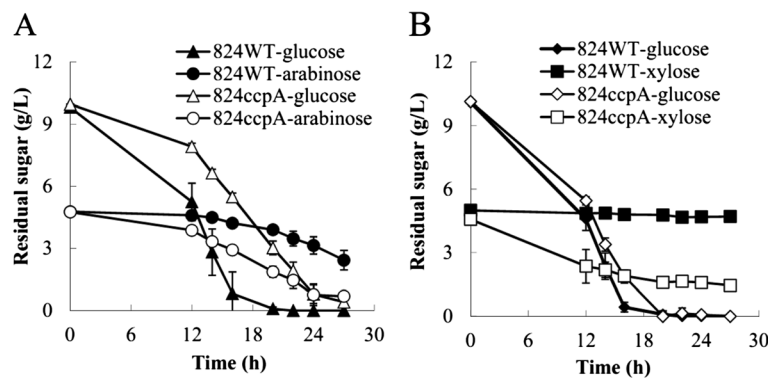 A
824WT-glucose
824WT-arabinose
824ccpA-glucose
824ccpA-arabinose
Residual sugar (g/L)
12
9
6
3
0
0 6 12 18 24 30
Time (h)
B
824WT-glucose
824WT-xylose
824ccpA-glucose
824ccpA-xylose
Residual sugar (g/L)
12
9
6
3
0
0 6 12 18 24 30
Time (h)